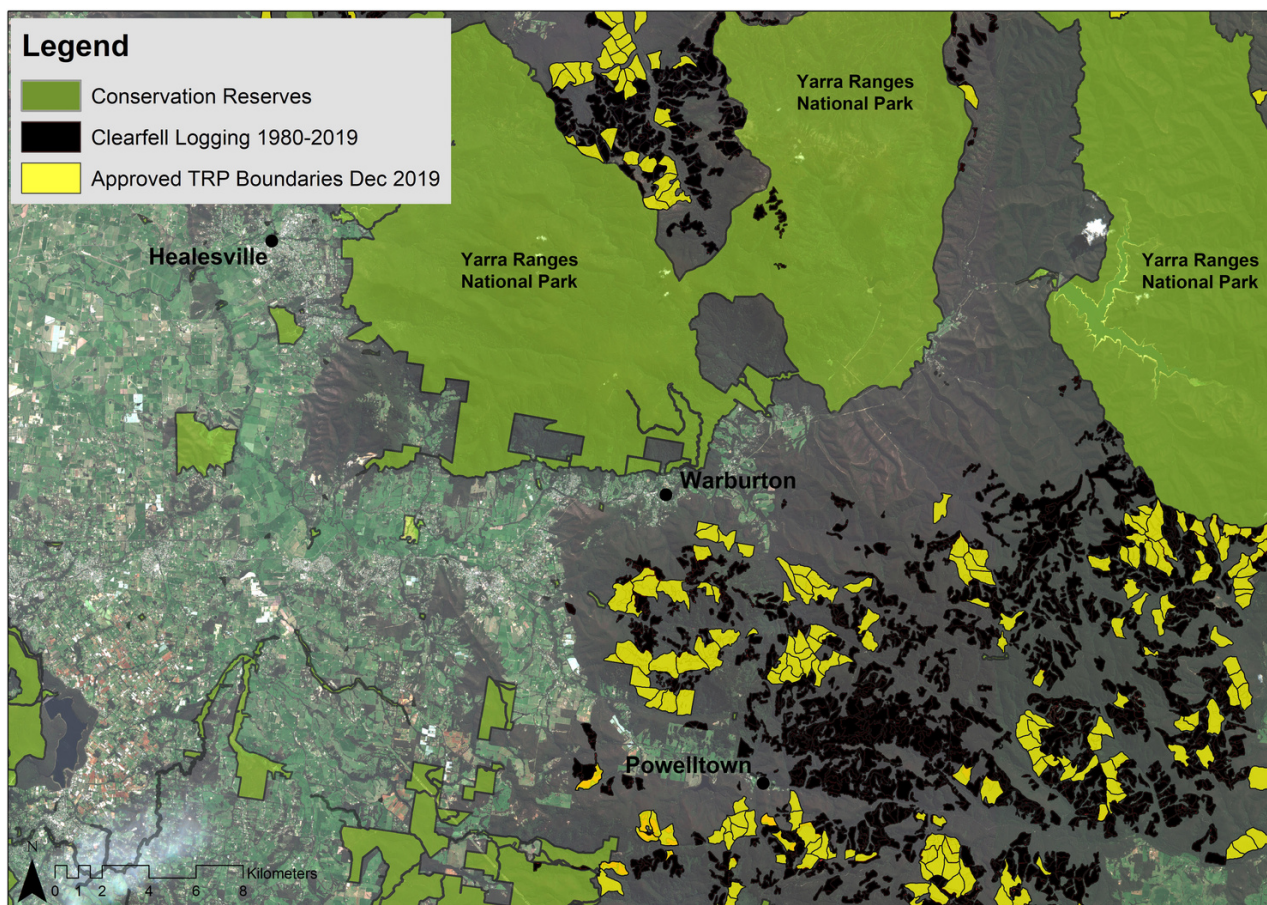 Legend
Conservation Reserves
Clearfell Logging 1980-2019
Approved TRP Boundaries Dec 2019
Yarra Ranges
National Park
Healesville
Yarra Ranges
National Park
Yarra Ranges
National Park
Warburton
Powelltown
N
Kilometers
0 1 2 4 6 8